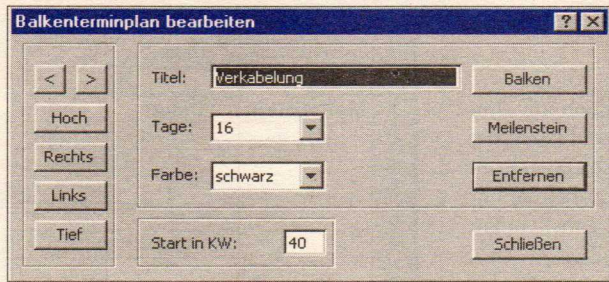 Balkenterminplan bearbeiten ? ×
< >
Hoch
Rechts
Links
Tief
Titel: Verkabelung
Tage: 16
Farbe: schwarz
Start in KW: 40
Balken
Meilenstein
Entfernen
Schließen